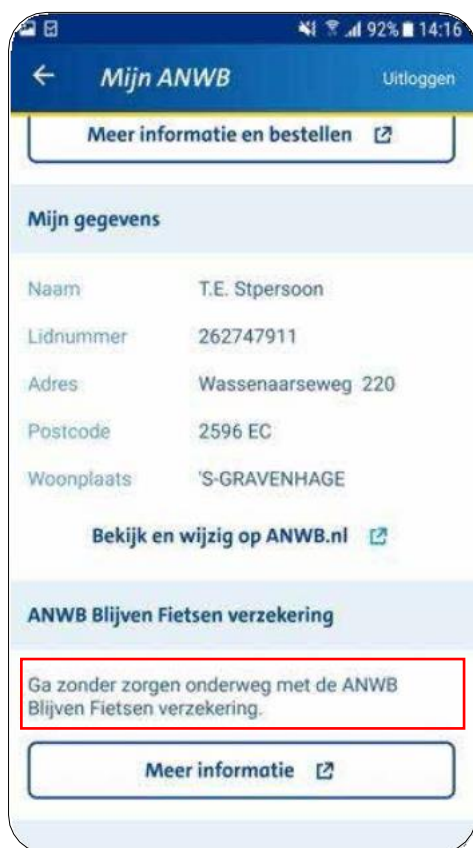 92% 14:16
Mijn ANWB Uitloggen
Meer informatie en bestellen
Mijn gegevens
Naam T.E. Stpersoon
Lidnummer 262747911
Adres Wassenaarseweg 220
Postcode 2596 EC
Woonplaats 'S-GRAVENHAGE
Bekijk en wijzig op ANWB.nl
ANWB Blijven Fietsen verzekering
Ga zonder zorgen onderweg met de ANWB
Blijven Fietsen verzekering.
Meer informatie